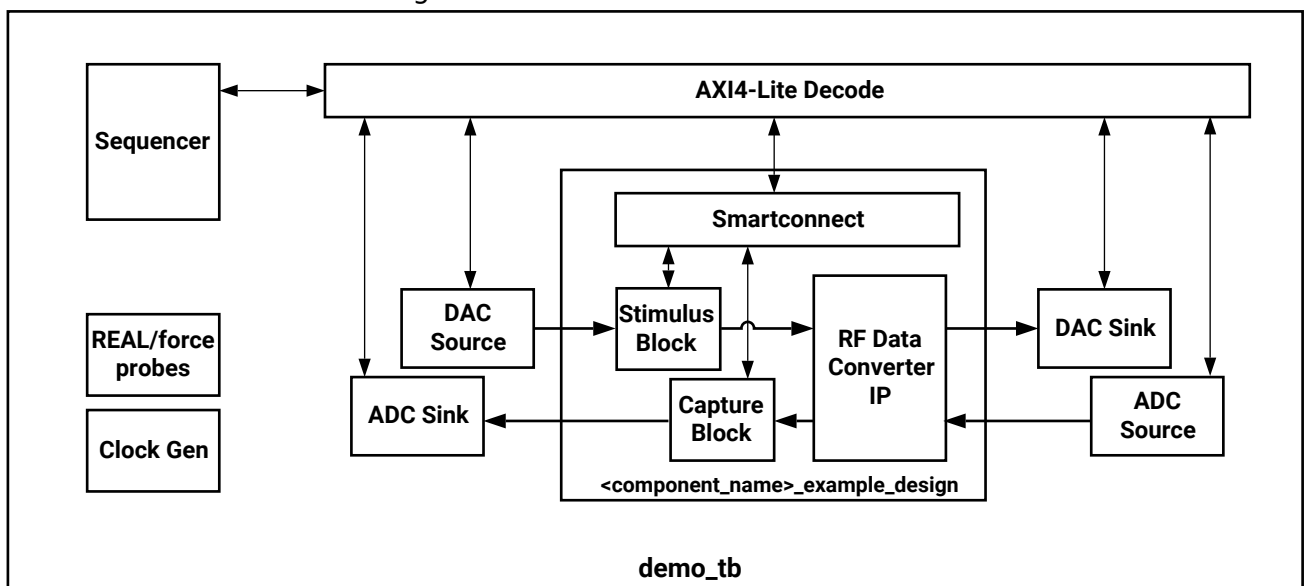 AXI4-Lite Decode
Sequencer
Smartconnect
DAC
Source
Stimulus
Block
RF Data
Converter
IP
DAC Sink
REAL/force
probes
ADC Sink
Capture
Block
ADC
Source
Clock Gen
<component_name>_example_design
demo_tb